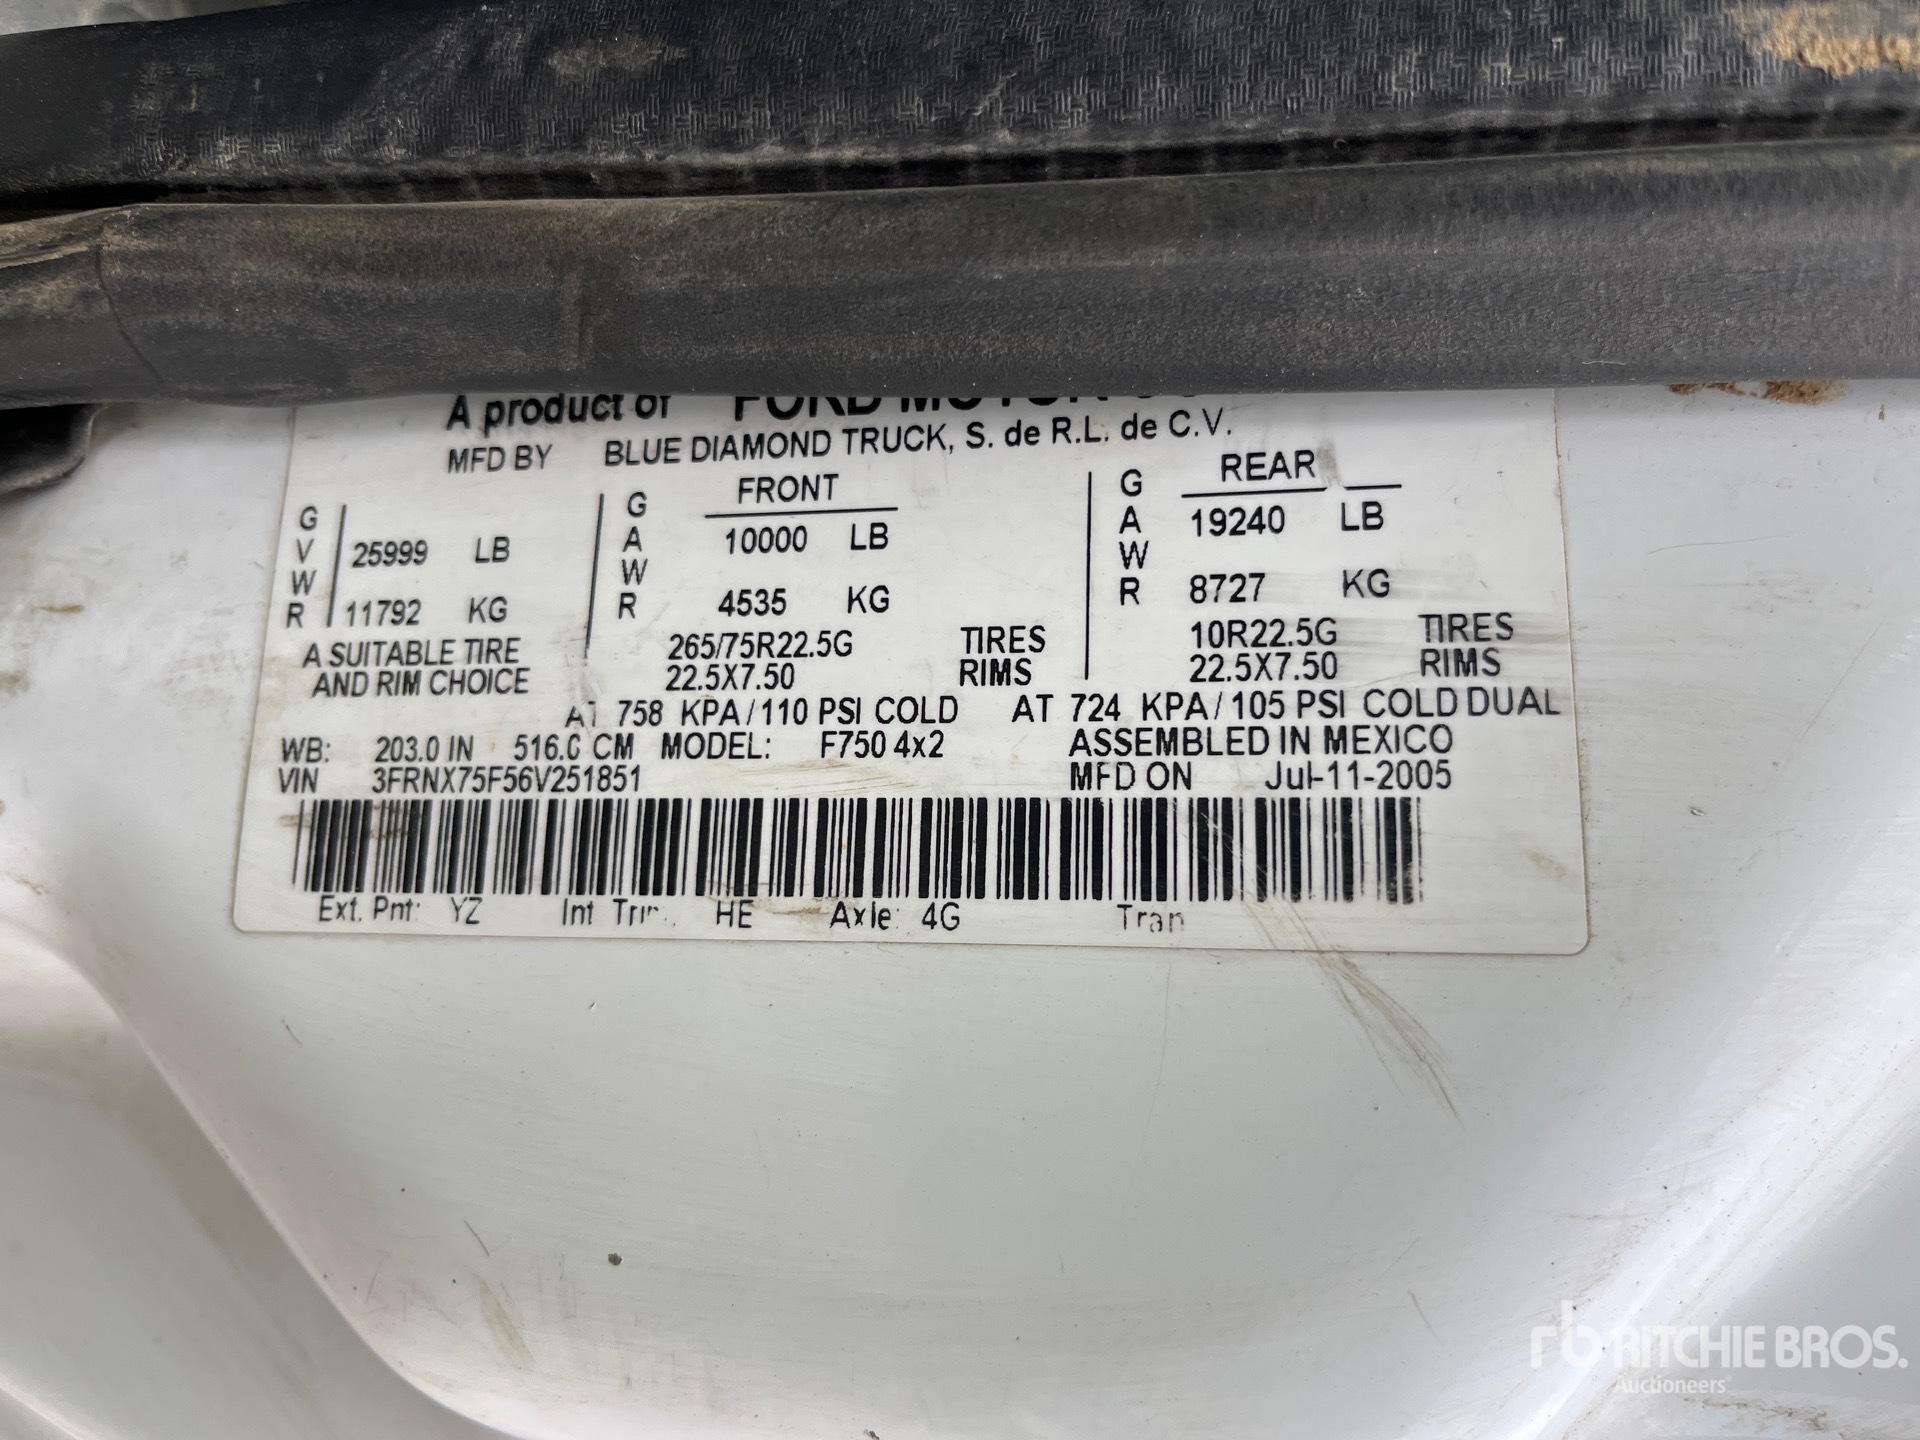 A product of FORD MOTOR CO
MFD BY BLUE DIAMOND TRUCK, S. de R.L. de C.V.
GVWR 25999 LB 11792 KG
GAWR FRONT 10000 LB 4535 KG
GAWR REAR 19240 LB 8727 KG
A SUITABLE TIRE AND RIM CHOICE
265/75R22.5G TIRES 10R22.5G TIRES
22.5X7.50 RIMS 22.5X7.50 RIMS
AT 758 KPA/110 PSI COLD AT 724 KPA/105 PSI COLD DUAL
WB: 203.0 IN 516.0 CM MODEL: F750 4x2 ASSEMBLED IN MEXICO
VIN 3FRNX75F56V251851 MFD ON Jul-11-2005
Ext. Pnt: YZ Int Trim: HE Axle: 4G Tran
rb RITCHIE BROS.
Auctioneers